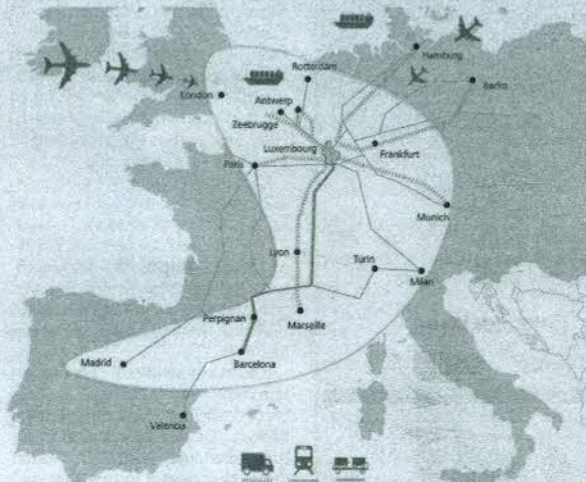 Hamburg
Rotterdam
Berlin
London
Antwerp
Zeebrugge
Luxembourg
Frankfurt
Paris
Munich
Lyon
Turin
Milan
Perpignan
Marseille
Madrid
Barcelona
Valencia